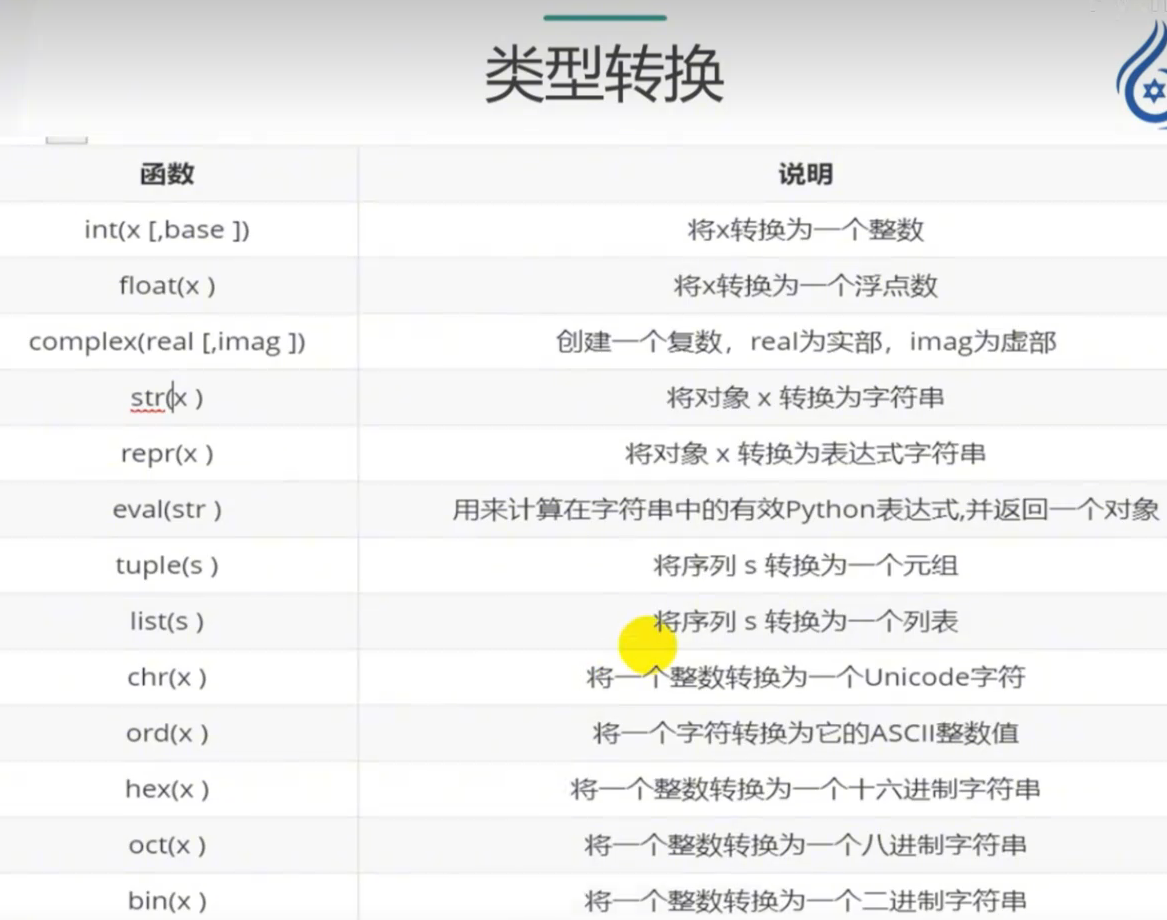 类型转换
函数 说明
int(x [,base ]) 将x转换为一个整数
float(x ) 将x转换为一个浮点数
complex(real [,imag ]) 创建一个复数，real为实部，imag为虚部
str(x ) 将对象 x 转换为字符串
repr(x ) 将对象 x 转换为表达式字符串
eval(str ) 用来计算在字符串中的有效Python表达式,并返回一个对象
tuple(s ) 将序列 s 转换为一个元组
list(s ) 将序列 s 转换为一个列表
chr(x ) 将一个整数转换为一个Unicode字符
ord(x ) 将一个字符转换为它的ASCII整数值
hex(x ) 将一个整数转换为一个十六进制字符串
oct(x ) 将一个整数转换为一个八进制字符串
bin(x ) 将一个整数转换为一个二进制字符串